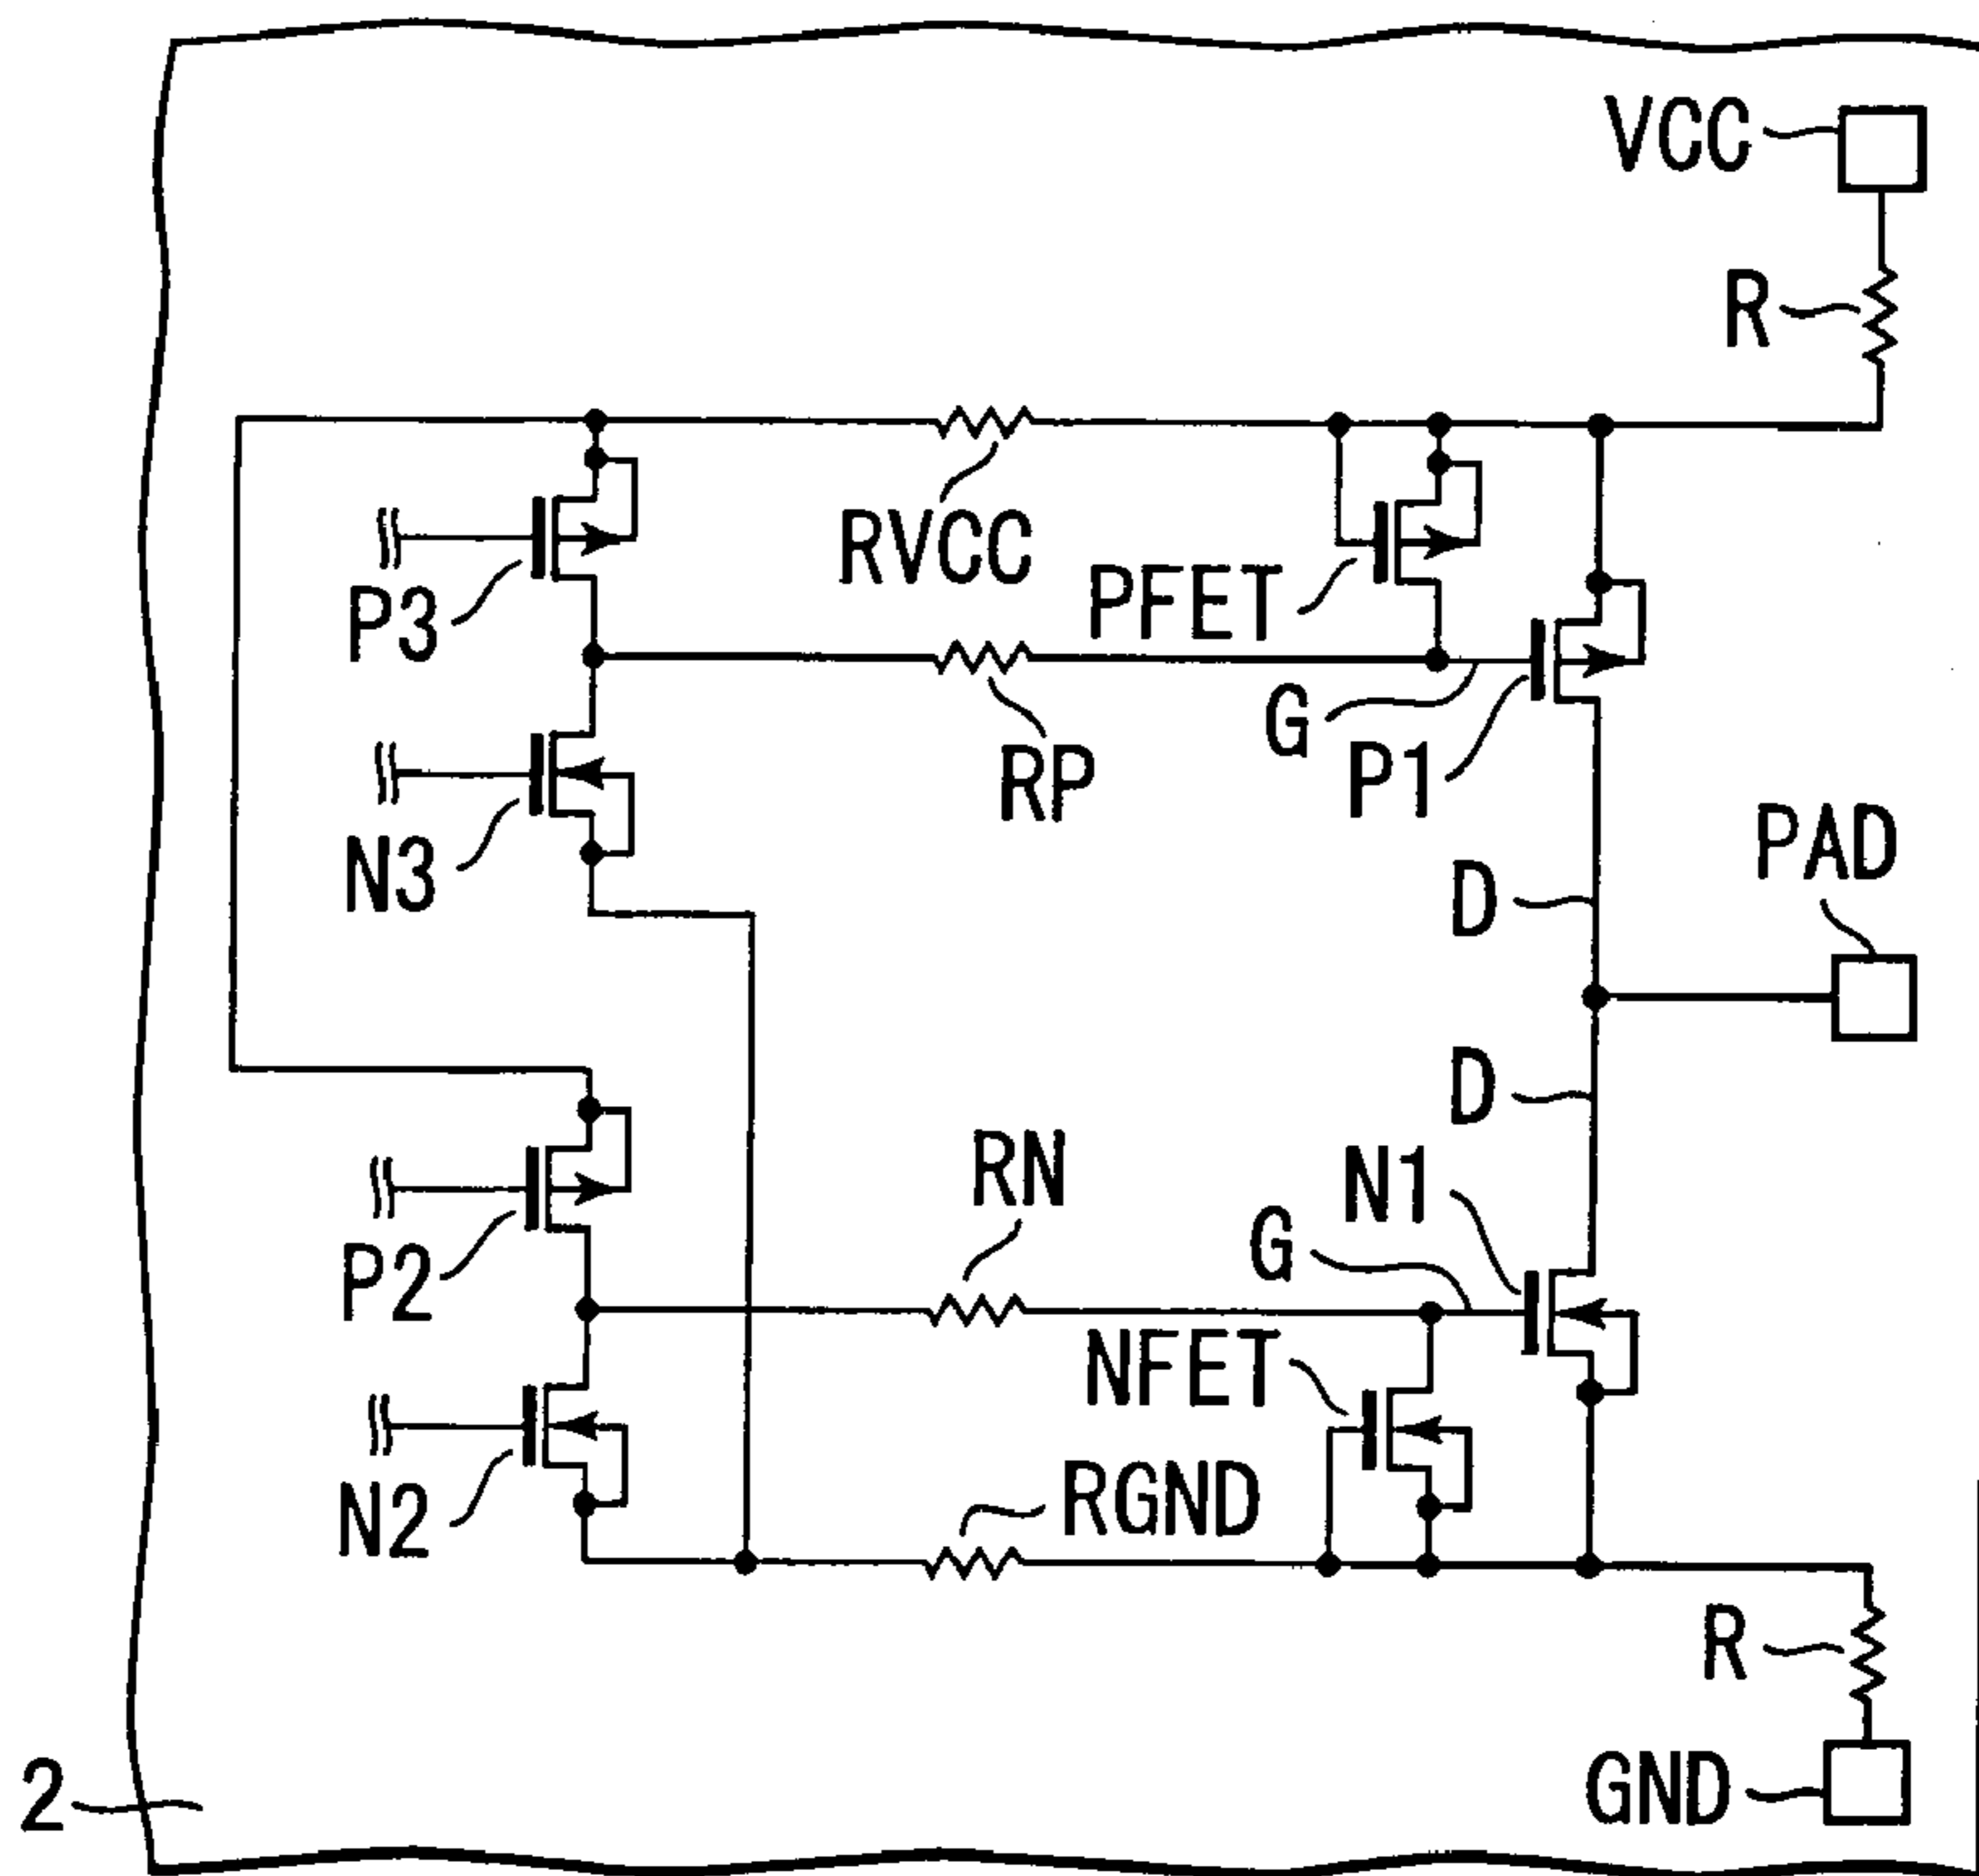 VCC
R
RVCC
P3
PFET
G
RP
P1
N3
PAD
D
D
RN
N1
G
P2
NFET
RGND
N2
R
2
GND